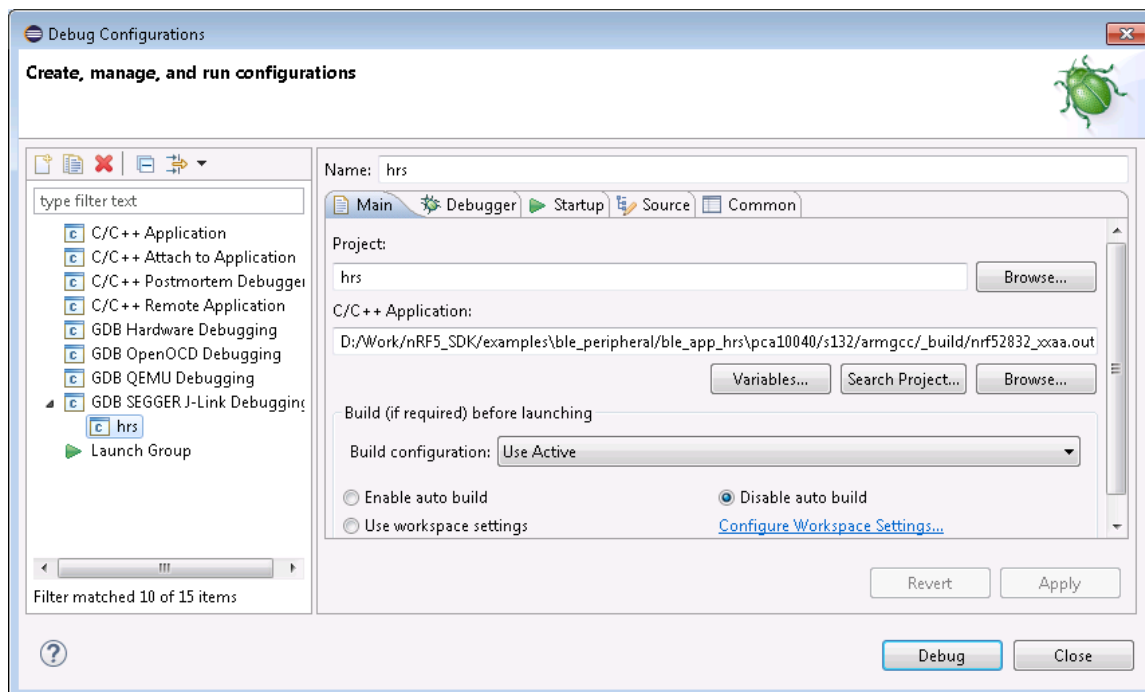 Debug Configurations
Create, manage, and run configurations
type filter text
C/C++ Application
C/C++ Attach to Application
C/C++ Postmortem Debugger
C/C++ Remote Application
GDB Hardware Debugging
GDB OpenOCD Debugging
GDB QEMU Debugging
GDB SEGGER J-Link Debugging
hrs
Launch Group
Filter matched 10 of 15 items
Name: hrs
Main Debugger Startup Source Common
Project:
hrs Browse...
C/C++ Application:
D:/Work/nRF5_SDK/examples\ble_peripheral/ble_app_hrs\pca10040/s132/armgcc/_build/nrf52832_xxaa.out
Variables... Search Project... Browse...
Build (if required) before launching
Build configuration: Use Active
Enable auto build Disable auto build
Use workspace settings Configure Workspace Settings...
Revert Apply
? Debug Close